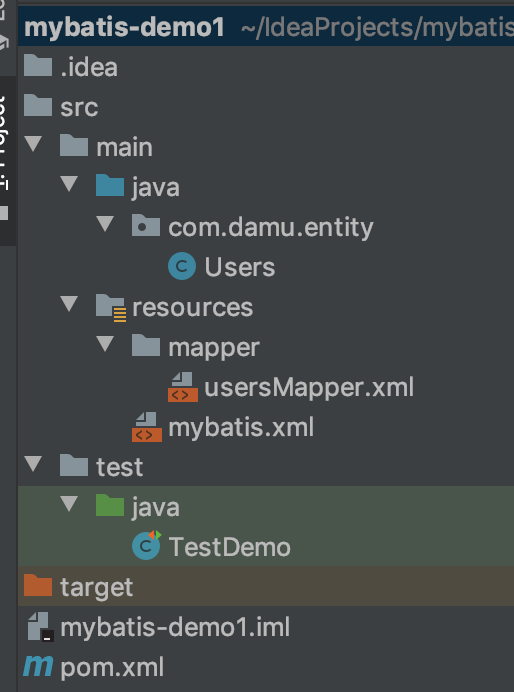 mybatis-demo1 ~/IdeaProjects/mybatis
.idea
src
main
java
com.damu.entity
C Users
resources
mapper
<> usersMapper.xml
<> mybatis.xml
test
java
C TestDemo
target
mybatis-demo1.iml
m pom.xml
Project